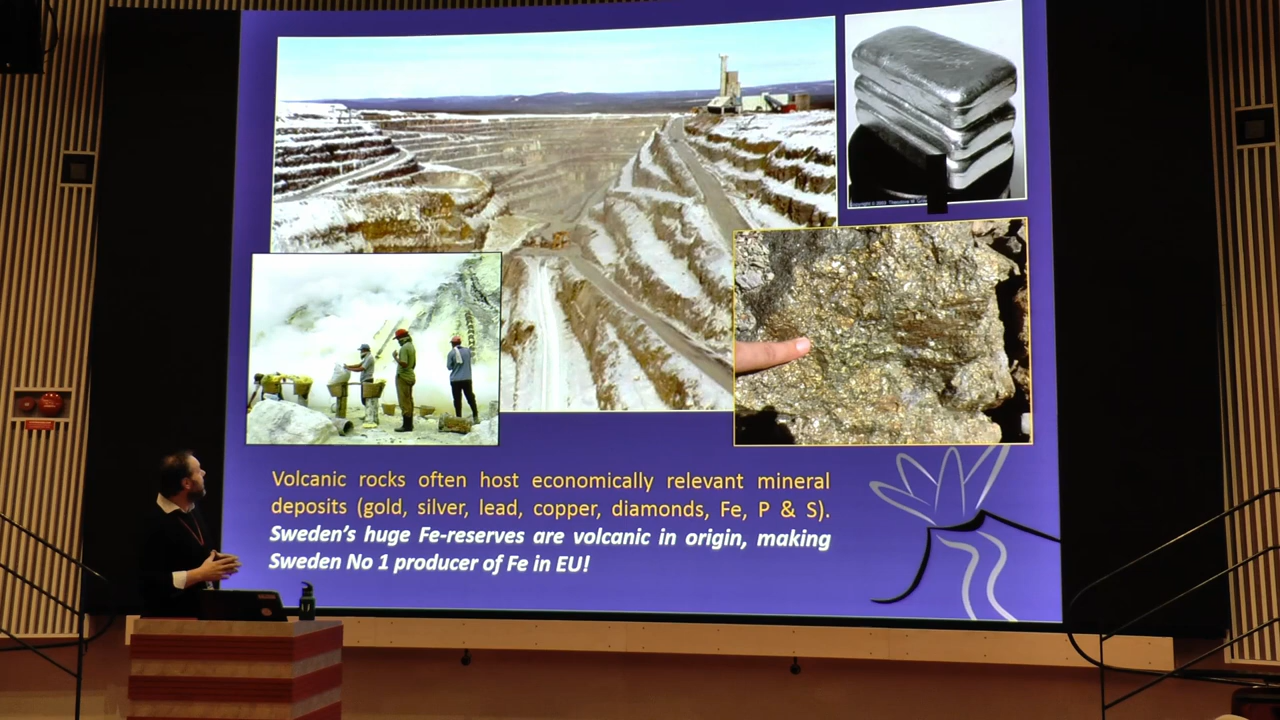 Volcanic rocks often host economically relevant mineral
deposits (gold, silver, lead, copper, diamonds, Fe, P & S).
Sweden's huge Fe-reserves are volcanic in origin, making
Sweden No 1 producer of Fe in EU!